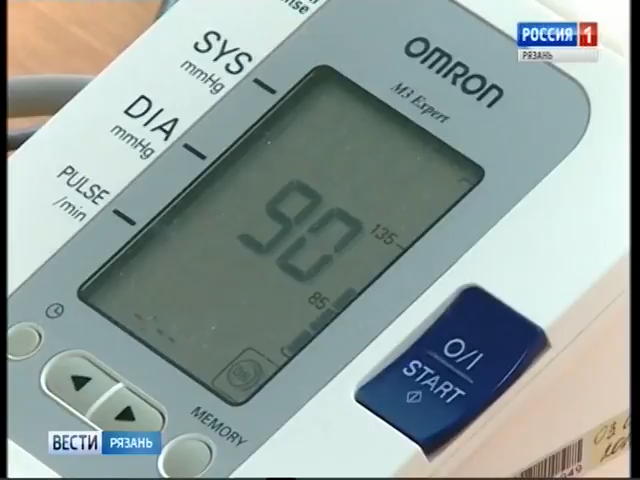 РОССИЯ 1
РЯЗАНЬ
OMRON
M3 Expert
SYS
mmHg
DIA
mmHg
PULSE
/min
90
135
85
O/I
START
MEMORY
ВЕСТИ РЯЗАНЬ